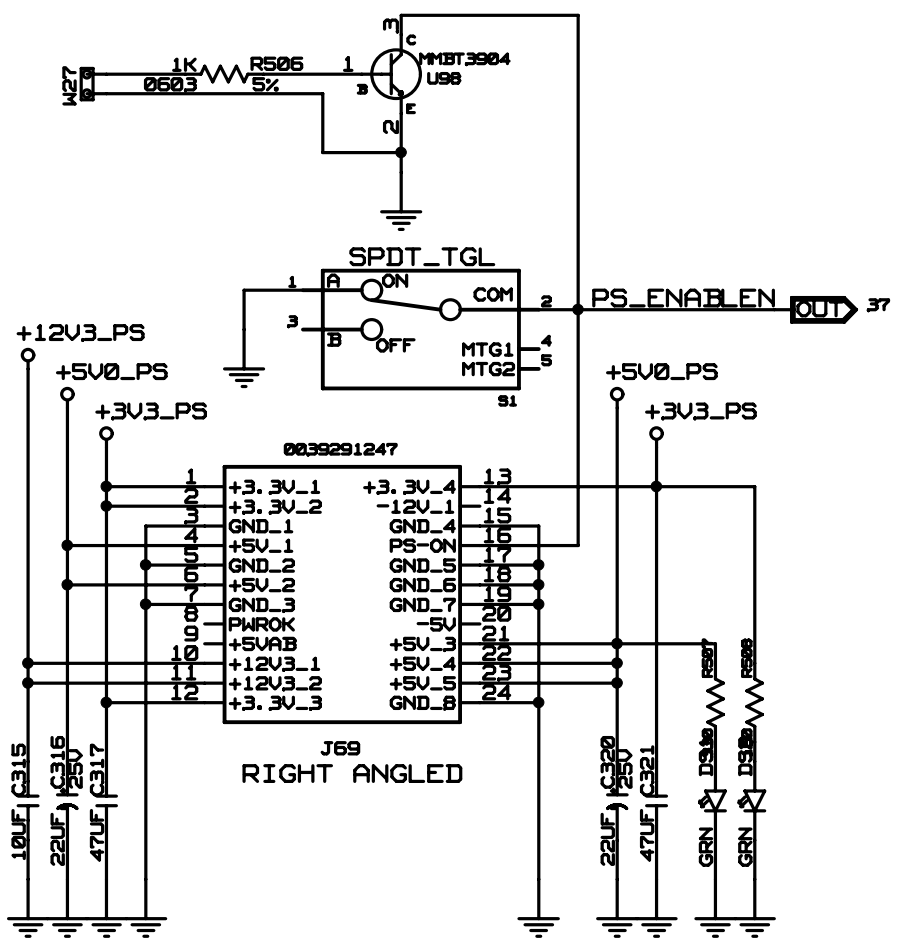 3
C
MMBT3904
U98
1K
R506
1
B
0603
5%
W27
E
2
SPDT_TGL
1
A
ON
COM
2
PS_ENABLEN
OUT
37
3
B
OFF
MTG1
4
MTG2
5
S1
+12V3_PS
+5V0_PS
+3V3_PS
+5V0_PS
+3V3_PS
0039291247
1 +3.3V_1 +3.3V_4 13
2 +3.3V_2 -12V_1 14
3 GND_1 GND_4 15
4 +5V_1 PS-ON 16
5 GND_2 GND_5 17
6 +5V_2 GND_6 18
7 GND_3 GND_7 19
8 PWROK -5V 20
9 +5VAB +5V_3 21
10 +12V3_1 +5V_4 22
11 +12V3_2 +5V_5 23
12 +3.3V_3 GND_8 24
J69
RIGHT ANGLED
10UF C315
22UF C316
25V
47UF C317
22UF C320
25V
47UF C321
R507
R508
GRN
GRN